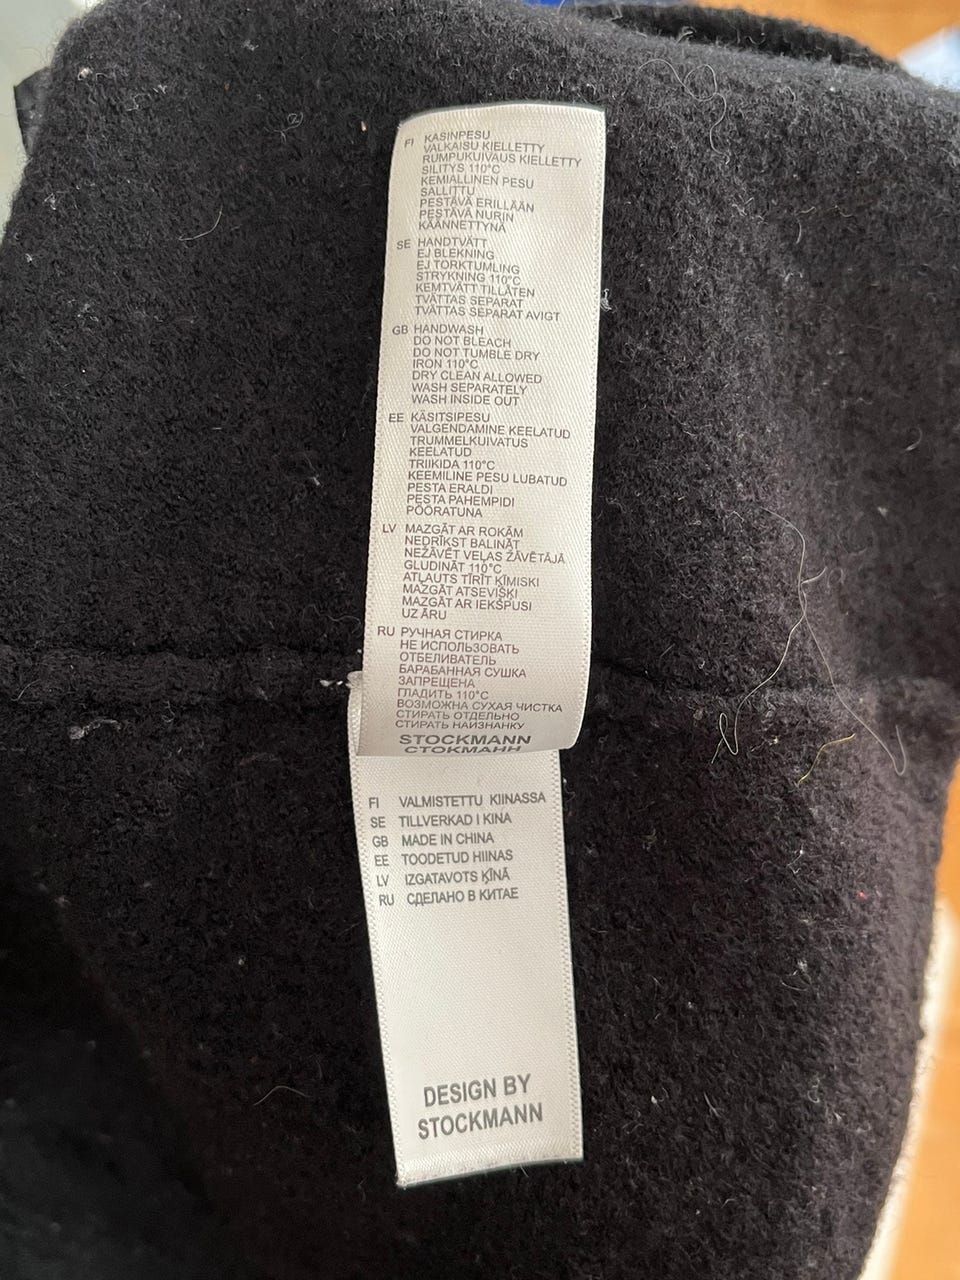 FI KÄSINPESU
VALKAISU KIELLETTY
RUMPUKUIVAUS KIELLETTY
SILITYS 110°C
KEMIALLINEN PESU
SALLITTU
PESTÄVÄ ERILLÄÄN
PESTÄVÄ NURIN
KÄÄNNETTYNÄ
SE HANDTVÄTT
EJ BLEKNING
EJ TORKTUMLING
STRYKNING 110°C
KEMTVÄTT TILLÅTEN
TVÄTTAS SEPARAT
TVÄTTAS SEPARAT AVIGT
GB HANDWASH
DO NOT BLEACH
DO NOT TUMBLE DRY
IRON 110°C
DRY CLEAN ALLOWED
WASH SEPARATELY
WASH INSIDE OUT
EE KÄSITSIPESU
VALGENDAMINE KEELATUD
TRUMMELKUIVATUS
KEELATUD
TRIIKIDA 110°C
KEEMILINE PESU LUBATUD
PESTA ERALDI
PESTA PAHEMPIDI
PÖÖRATUNA
LV MAZGĀT AR ROKĀM
NEDRĪKST BALINĀT
NEŽĀVĒT VEĻAS ŽĀVĒTĀJĀ
GLUDINĀT 110°C
ATĻAUTS TĪRĪT ĶĪMISKI
MAZGĀT ATSEVIŠĶI
MAZGĀT AR IEKŠPUSI
UZ ĀRU
RU РУЧНАЯ СТИРКА
НЕ ИСПОЛЬЗОВАТЬ
ОТБЕЛИВАТЕЛЬ
БАРАБАННАЯ СУШКА
ЗАПРЕЩЕНА
ГЛАДИТЬ 110°C
ВОЗМОЖНА СУХАЯ ЧИСТКА
СТИРАТЬ ОТДЕЛЬНО
СТИРАТЬ НАИЗНАНКУ
STOCKMANN
СТОКМАНН
FI VALMISTETTU KIINASSA
SE TILLVERKAD I KINA
GB MADE IN CHINA
EE TOODETUD HIINAS
LV IZGATAVOTS ĶĪNĀ
RU СДЕЛАНО В КИТАЕ
DESIGN BY
STOCKMANN